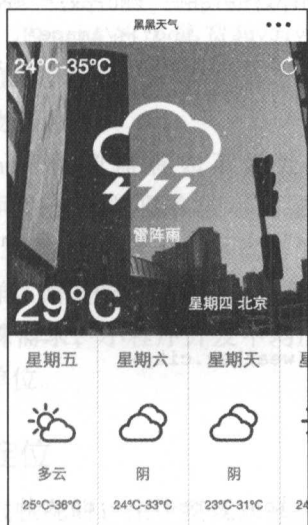 黑黑天气
24°C-35°C
雷阵雨
29°C
星期四 北京
星期五 星期六 星期天
多云 阴 阴
25°C-36°C 24°C-33°C 23°C-31°C 24